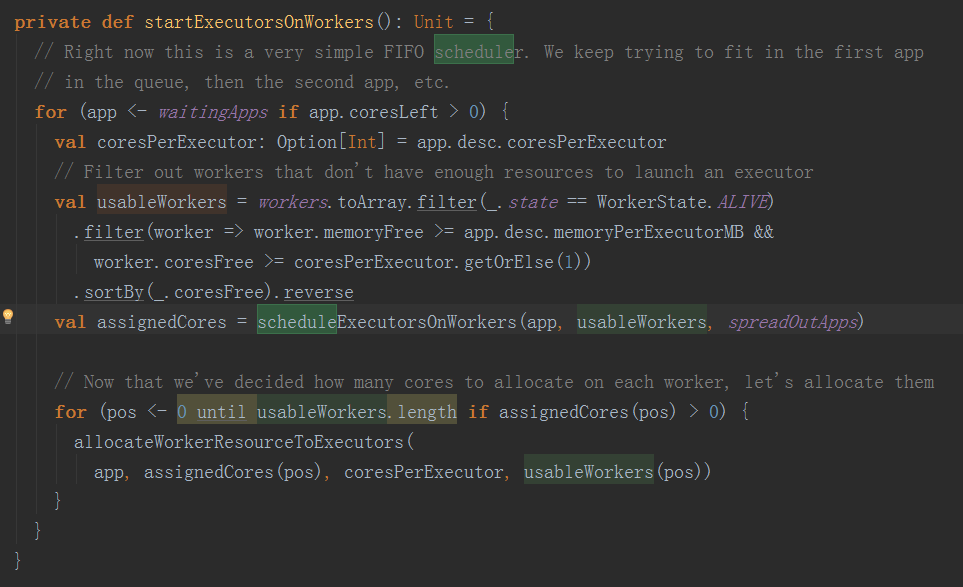 private def startExecutorsOnWorkers(): Unit = {
// Right now this is a very simple FIFO scheduler. We keep trying to fit in the first app
// in the queue, then the second app, etc.
for (app <- waitingApps if app.coresLeft > 0) {
val coresPerExecutor: Option[Int] = app.desc.coresPerExecutor
// Filter out workers that don't have enough resources to launch an executor
val usableWorkers = workers.toArray.filter(_.state == WorkerState.ALIVE)
.filter(worker => worker.memoryFree >= app.desc.memoryPerExecutorMB &&
worker.coresFree >= coresPerExecutor.getOrElse(1))
.sortBy(_.coresFree).reverse
val assignedCores = scheduleExecutorsOnWorkers(app, usableWorkers, spreadOutApps)
// Now that we've decided how many cores to allocate on each worker, let's allocate them
for (pos <- 0 until usableWorkers.length if assignedCores(pos) > 0) {
allocateWorkerResourceToExecutors(
app, assignedCores(pos), coresPerExecutor, usableWorkers(pos))
}
}
}